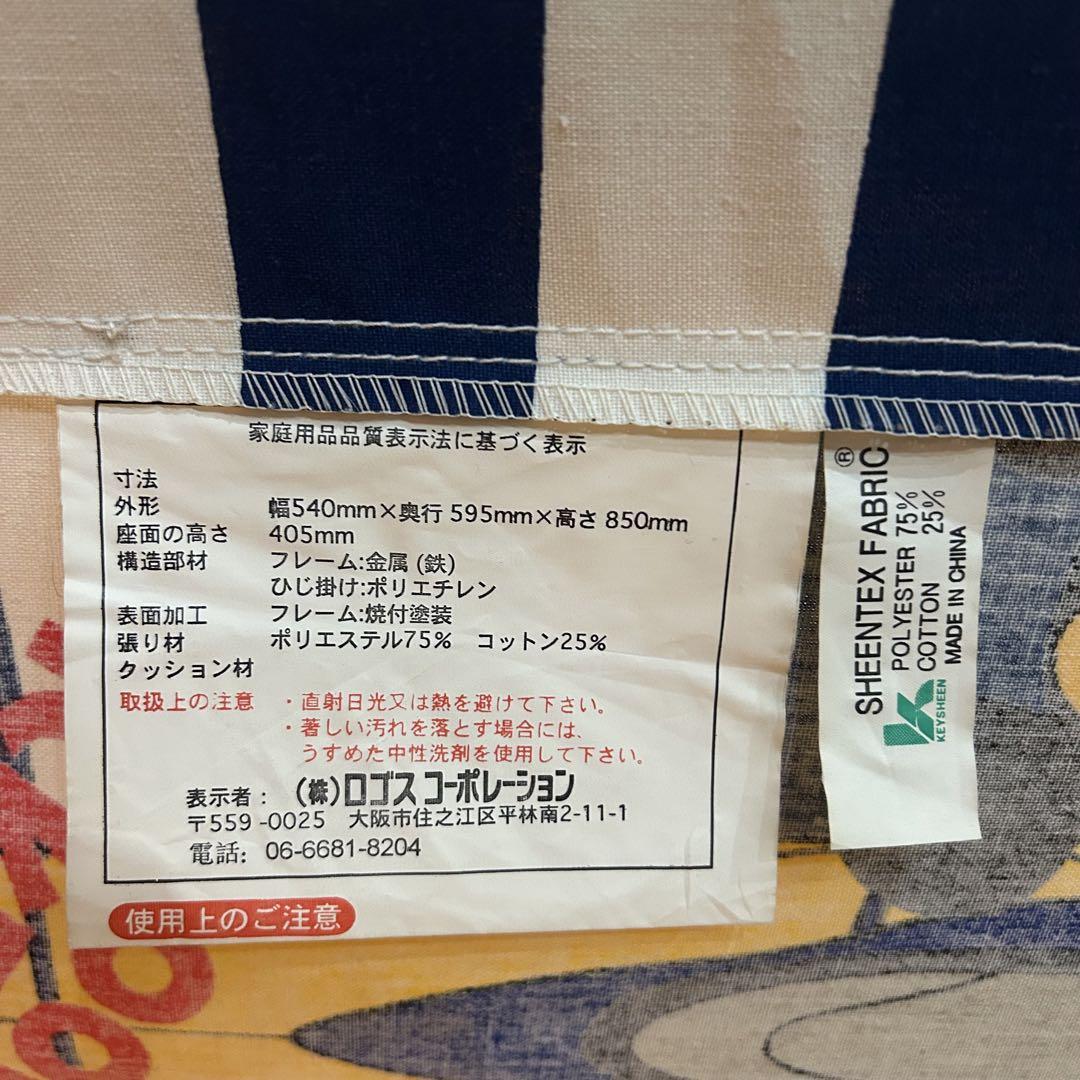 家庭用品品質表示法に基づく表示
寸法
外形 幅540mm×奥行 595mm×高さ 850mm
座面の高さ 405mm
構造部材 フレーム:金属 (鉄)
ひじ掛け:ポリエチレン
表面加工 フレーム:焼付塗装
張り材 ポリエステル75% コットン25%
クッション材
取扱上の注意 ・直射日光又は熱を避けて下さい。
・著しい汚れを落とす場合には、
うすめた中性洗剤を使用して下さい。
表示者: (株)ロゴス コーポレーション
〒559-0025 大阪市住之江区平林南2-11-1
電話: 06-6681-8204
使用上のご注意
SHEENTEX FABRIC®
POLYESTER 75%
COTTON 25%
MADE IN CHINA
KEYSHEEN